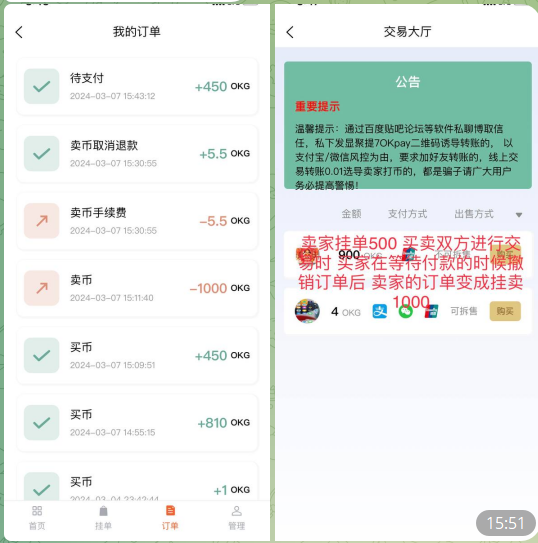 我的订单
待支付
2024-03-07 15:43:12
+450 OKG
卖币取消退款
2024-03-07 15:30:55
+5.5 OKG
卖币手续费
2024-03-07 15:30:55
-5.5 OKG
卖币
2024-03-07 15:11:40
-1000 OKG
买币
2024-03-07 15:09:51
+450 OKG
买币
2024-03-07 14:55:15
+810 OKG
买币
2024-03-04 23:42:44
+1 OKG
首页 挂单 订单 管理
交易大厅
公告
重要提示
温馨提示：通过百度贴吧论坛等软件私聊博取信
任，私下发显聚提7OKpay二维码诱导转账的， 以
支付宝/微信风控为由，要求加好友转账的，线上交
易转账0.01选导卖家打币的，都是骗子请广大用户
务必提高警惕！
金额 支付方式 出售方式
卖家挂单500 买卖双方进行交
易时 买家在等待付款的时候撤
销订单后 卖家的订单变成挂卖
1000
900 OKG 购买
4 OKG 可拆售 购买
15:51